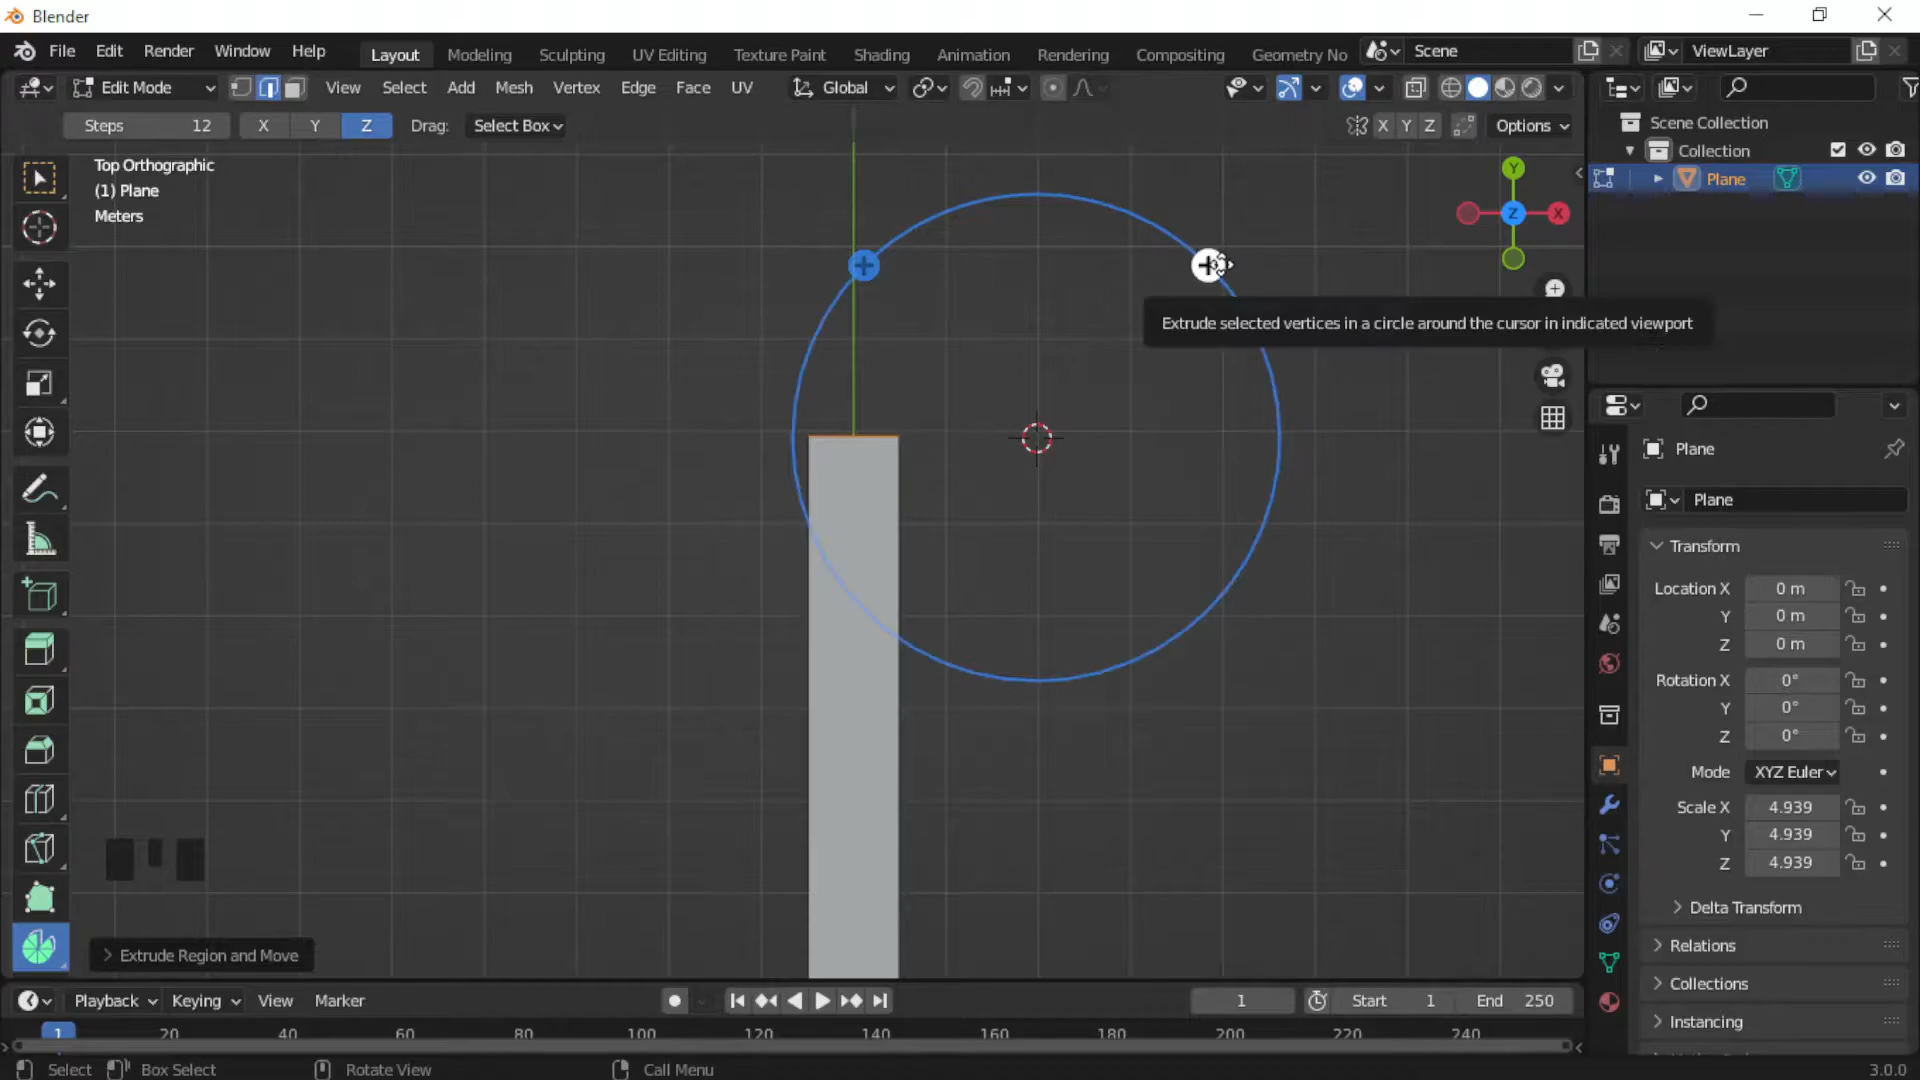 Blender
File Edit Render Window Help Layout Modeling Sculpting UV Editing Texture Paint Shading Animation Rendering Compositing Geometry No Scene ViewLayer
Edit Mode View Select Add Mesh Vertex Edge Face UV Global
Steps 12 X Y Z Drag: Select Box X Y Z Options
Scene Collection
Collection
Plane
Top Orthographic
(1) Plane
Meters
Y
Z X
Extrude selected vertices in a circle around the cursor in indicated viewport
Plane
Plane
Transform
Location X 0 m
Y 0 m
Z 0 m
Rotation X 0°
Y 0°
Z 0°
Mode XYZ Euler
Scale X 4.939
Y 4.939
Z 4.939
Delta Transform
Relations
Collections
Instancing
Extrude Region and Move
Playback Keying View Marker 1 Start 1 End 250
1 20 40 60 80 100 120 140 160 180 200 220 240
Select Box Select Rotate View Call Menu 3.0.0